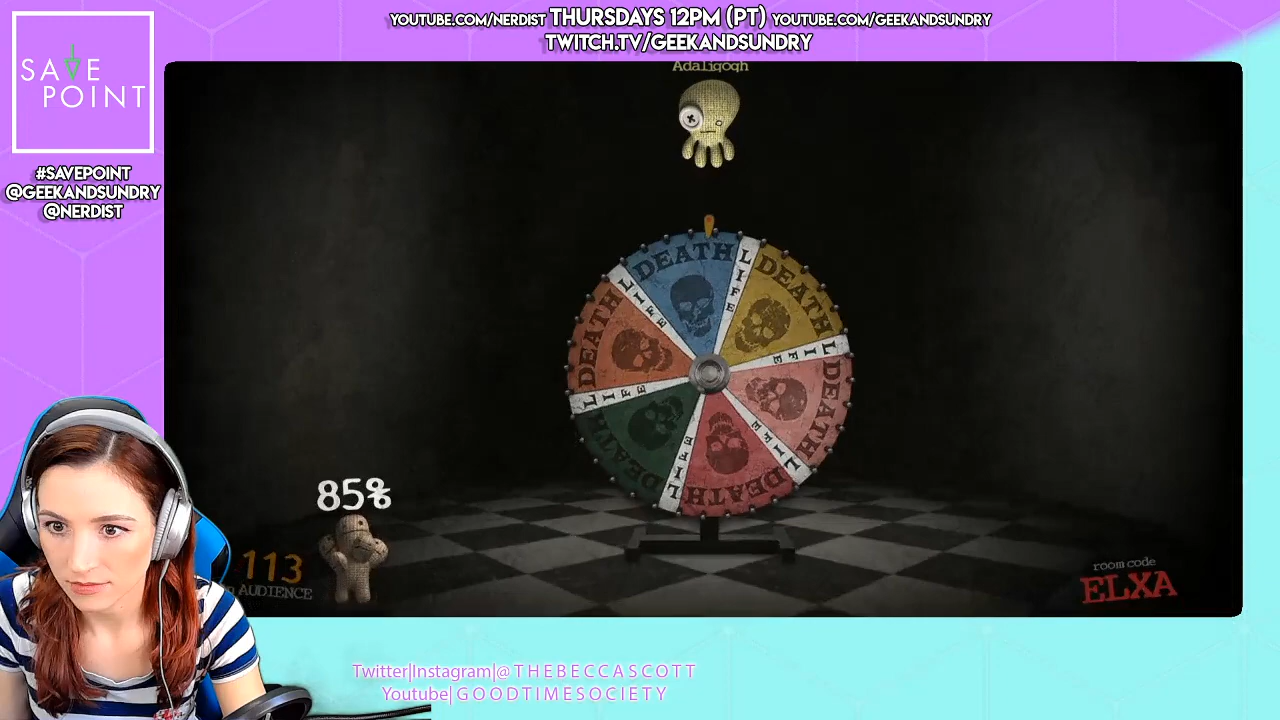 YOUTUBE.COM/NERDIST THURSDAYS 12PM (PT) YOUTUBE.COM/GEEKANDSUNDRY
TWITCH.TV/GEEKANDSUNDRY
SAVE
POINT
#SAVEPOINT
@GEEKANDSUNDRY
@NERDIST
Adaliqoqh
DEATH
LIFE
DEATH
LIFE
DEATH
LIFE
DEATH
LIFE
DEATH
LIFE
DEATH
LIFE
85%
113
AUDIENCE
room code
ELXA
Twitter|Instagram|@THEBECCASCOTT
Youtube|GOODTIMESOCIETY